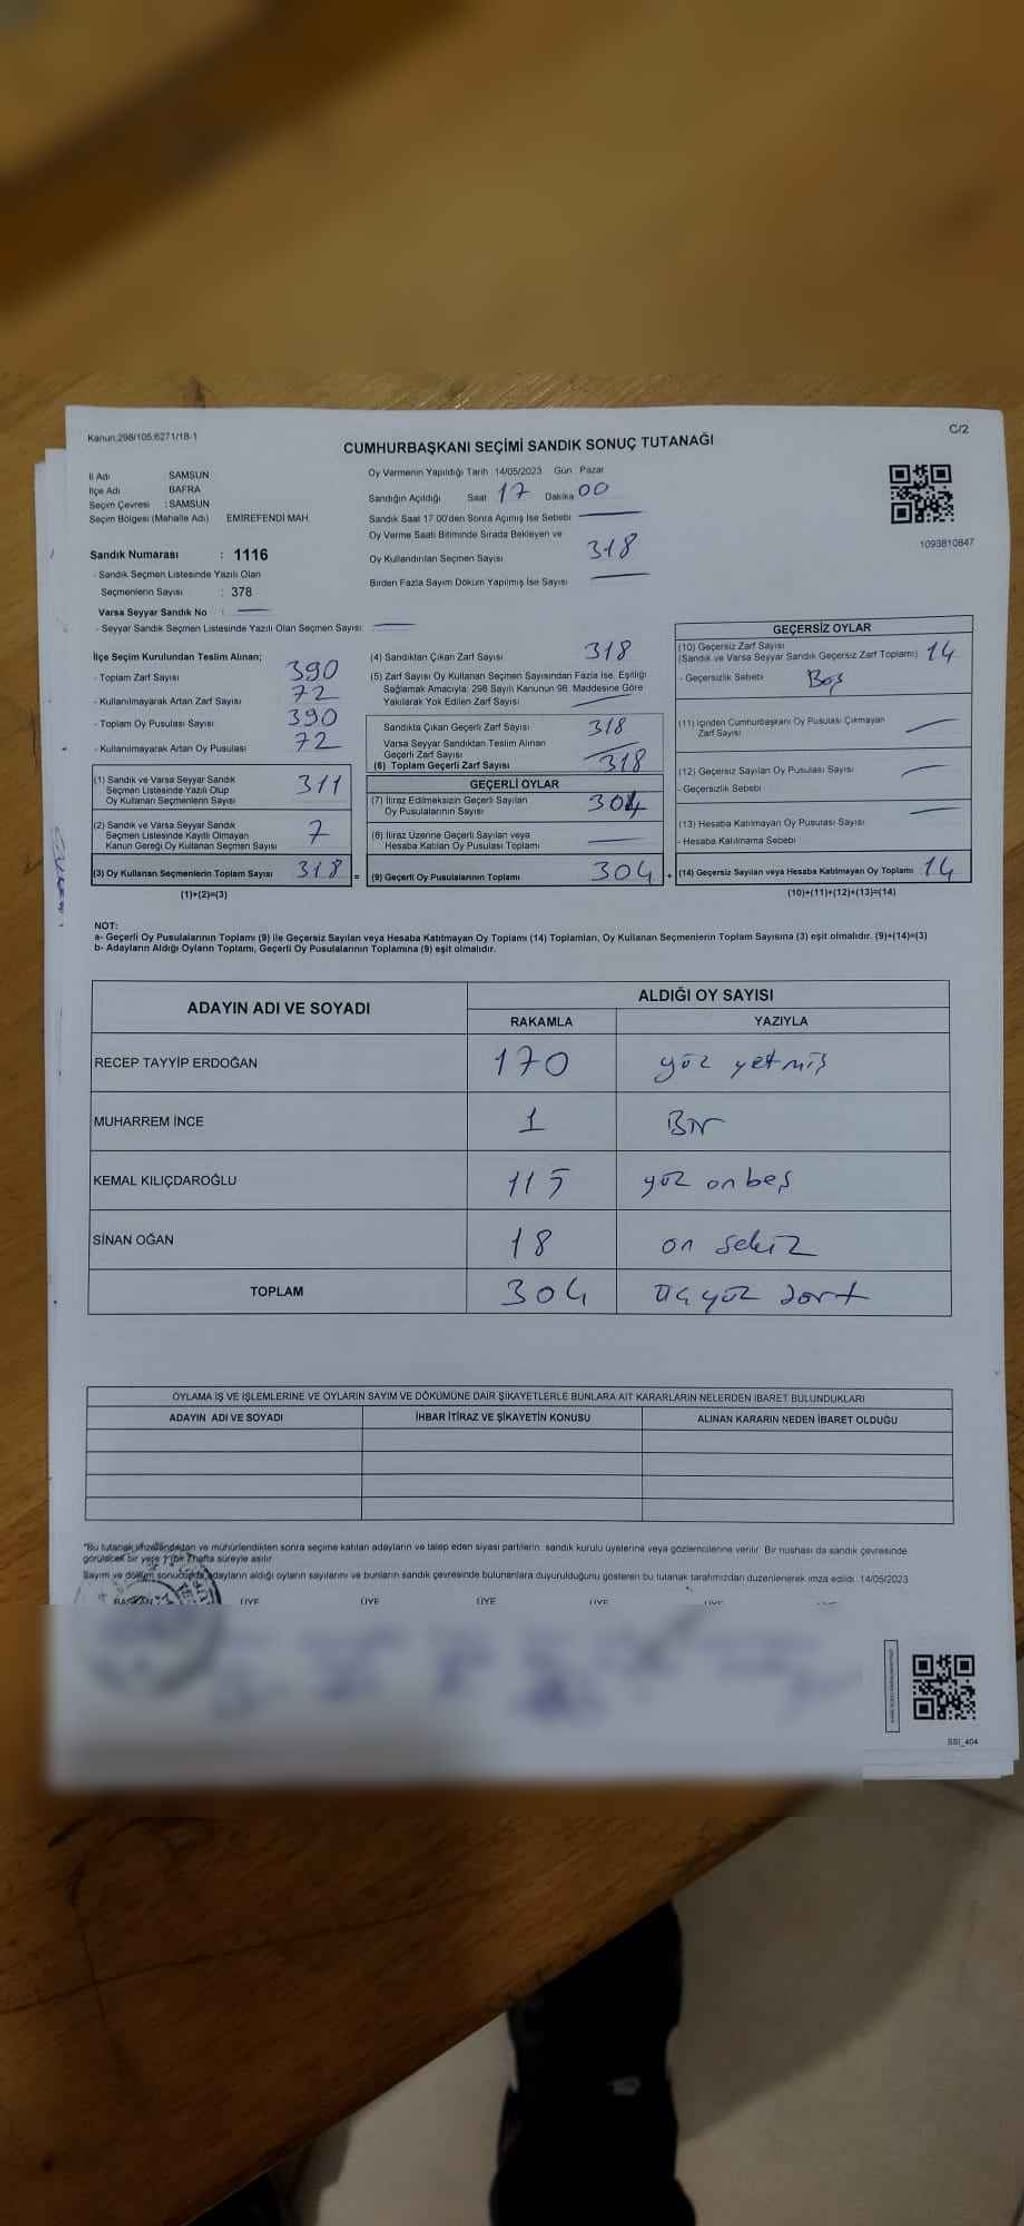 Kanun:298/105,6271/18-1
C/2
CUMHURBAŞKANI SEÇİMİ SANDIK SONUÇ TUTANAĞI
İl Adı SAMSUN
İlçe Adı BAFRA
Seçim Çevresi : SAMSUN
Seçim Bölgesi (Mahalle Adı) EMİREFENDİ MAH.
Sandık Numarası : 1116
- Sandık Seçmen Listesinde Yazılı Olan
Seçmenlerin Sayısı : 378
Varsa Seyyar Sandık No :
- Seyyar Sandık Seçmen Listesinde Yazılı Olan Seçmen Sayısı:
Oy Vermenin Yapıldığı Tarih 14/05/2023 Gün Pazar
Sandığın Açıldığı Saat 17 Dakika 00
Sandık Saat 17.00'den Sonra Açılmış İse Sebebi
Oy Verme Saati Bitiminde Sırada Bekleyen ve
Oy Kullandırılan Seçmen Sayısı 318
Birden Fazla Sayım Döküm Yapılmış İse Sayısı
1093810847
İlçe Seçim Kurulundan Teslim Alınan;
- Toplam Zarf Sayısı 390
- Kullanılmayarak Artan Zarf Sayısı 72
- Toplam Oy Pusulası Sayısı 390
- Kullanılmayarak Artan Oy Pusulası 72
(1) Sandık ve Varsa Seyyar Sandık
Seçmen Listesinde Yazılı Olup
Oy Kullanan Seçmenlerin Sayısı 311
(2) Sandık ve Varsa Seyyar Sandık
Seçmen Listesinde Kayıtlı Olmayan
Kanun Gereği Oy Kullanan Seçmen Sayısı 7
(3) Oy Kullanan Seçmenlerin Toplam Sayısı 318 =
(1)+(2)=(3)
(4) Sandıktan Çıkan Zarf Sayısı 318
(5) Zarf Sayısı Oy Kullanan Seçmen Sayısından Fazla İse, Eşitliği
Sağlamak Amacıyla; 298 Sayılı Kanunun 98. Maddesine Göre
Yakılarak Yok Edilen Zarf Sayısı
Sandıkta Çıkan Geçerli Zarf Sayısı 318
Varsa Seyyar Sandıktan Teslim Alınan
Geçerli Zarf Sayısı
(6) Toplam Geçerli Zarf Sayısı 318
GEÇERLİ OYLAR
(7) İtiraz Edilmeksizin Geçerli Sayılan
Oy Pusulalarının Sayısı 304
(8) İtiraz Üzerine Geçerli Sayılan veya
Hesaba Katılan Oy Pusulası Toplamı
(9) Geçerli Oy Pusulalarının Toplamı 304 +
GEÇERSİZ OYLAR
(10) Geçersiz Zarf Sayısı
(Sandık ve Varsa Seyyar Sandık Geçersiz Zarf Toplamı) 14
- Geçersizlik Sebebi Boş
(11) İçinden Cumhurbaşkanı Oy Pusulası Çıkmayan
Zarf Sayısı
(12) Geçersiz Sayılan Oy Pusulası Sayısı
- Geçersizlik Sebebi
(13) Hesaba Katılmayan Oy Pusulası Sayısı
- Hesaba Katılmama Sebebi
(14) Geçersiz Sayılan veya Hesaba Katılmayan Oy Toplamı 14
(10)+(11)+(12)+(13)=(14)
NOT:
a- Geçerli Oy Pusulalarının Toplamı (9) ile Geçersiz Sayılan veya Hesaba Katılmayan Oy Toplamı (14) Toplamları, Oy Kullanan Seçmenlerin Toplam Sayısına (3) eşit olmalıdır. (9)+(14)=(3)
b- Adayların Aldığı Oyların Toplamı, Geçerli Oy Pusulalarının Toplamına (9) eşit olmalıdır.
ADAYIN ADI VE SOYADI ALDIĞI OY SAYISI
RAKAMLA YAZIYLA
RECEP TAYYİP ERDOĞAN 170 yüz yetmiş
MUHARREM İNCE 1 Bir
KEMAL KILIÇDAROĞLU 115 yüz onbeş
SİNAN OĞAN 18 on sekiz
TOPLAM 304 üç yüz dört
OYLAMA İŞ VE İŞLEMLERİNE VE OYLARIN SAYIM VE DÖKÜMÜNE DAİR ŞİKAYETLERLE BUNLARA AİT KARARLARIN NELERDEN İBARET BULUNDUKLARI
ADAYIN ADI VE SOYADI İHBAR İTİRAZ VE ŞİKAYETİN KONUSU ALINAN KARARIN NEDEN İBARET OLDUĞU
*Bu tutanak imzalandıktan ve mühürlendikten sonra seçime katılan adayların ve talep eden siyasi partilerin, sandık kurulu üyelerine veya gözlemcilerine verilir. Bir nüshası da sandık çevresinde
görülecek bir yere 1 (bir) hafta süreyle asılır.
Sayım ve döküm sonucunda adayların aldığı oyların sayılarını ve bunların sandık çevresinde bulunanlara duyurulduğunu gösteren bu tutanak tarafımızdan düzenlenerek imza edildi. 14/05/2023
BAŞKAN ÜYE ÜYE ÜYE ÜYE ÜYE
SSI_404